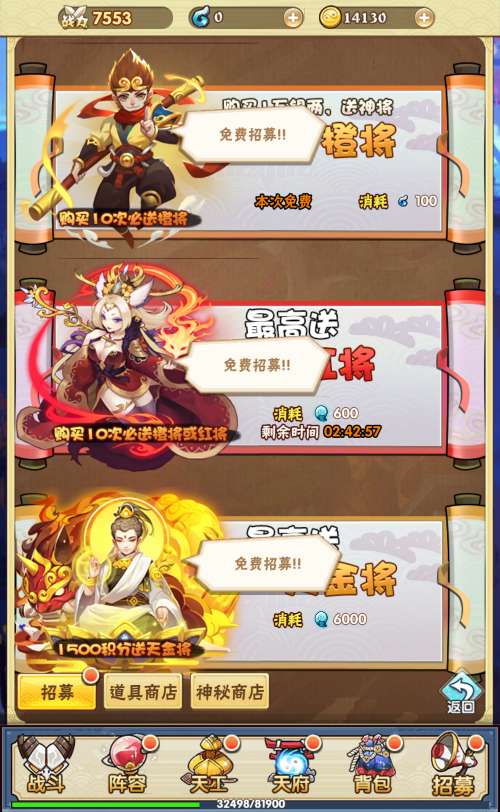 战力 7553
0
14130
购买1万银两，送神将
免费招募!!
橙将
购买10次必送橙将
本次免费
消耗 100
最高送
免费招募!!
红将
消耗 600
购买10次必送橙将或红将
剩余时间 02:42:57
最高送
免费招募!!
天金将
消耗 6000
1500积分送天金将
招募
道具商店
神秘商店
返回
战斗
阵容
天工
天府
背包
招募
32498/81900